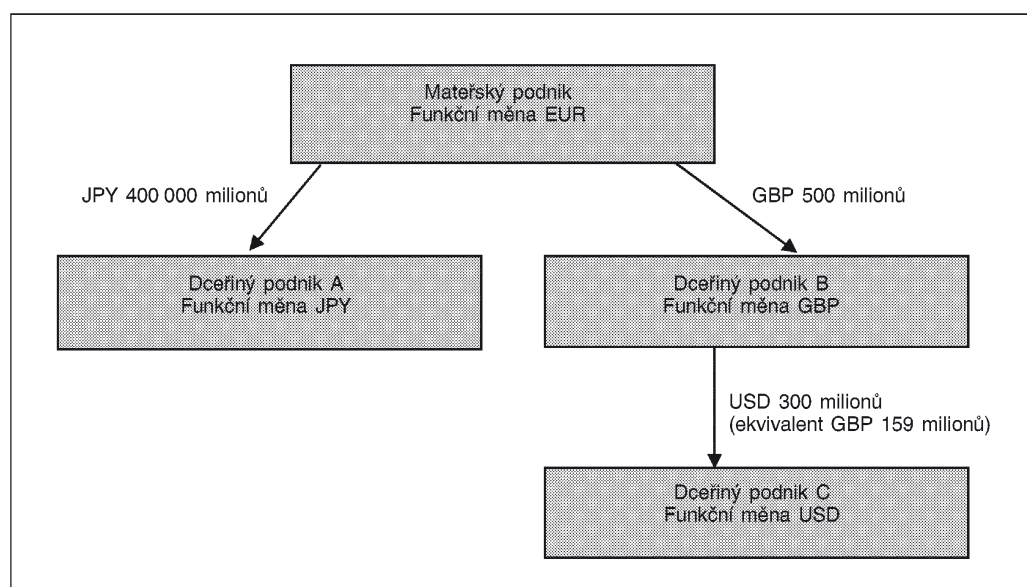 Mateřský podnik
Funkční měna EUR
JPY 400 000 milionů
GBP 500 milionů
Dceřiný podnik A
Funkční měna JPY
Dceřiný podnik B
Funkční měna GBP
USD 300 milionů
(ekvivalent GBP 159 milionů)
Dceřiný podnik C
Funkční měna USD